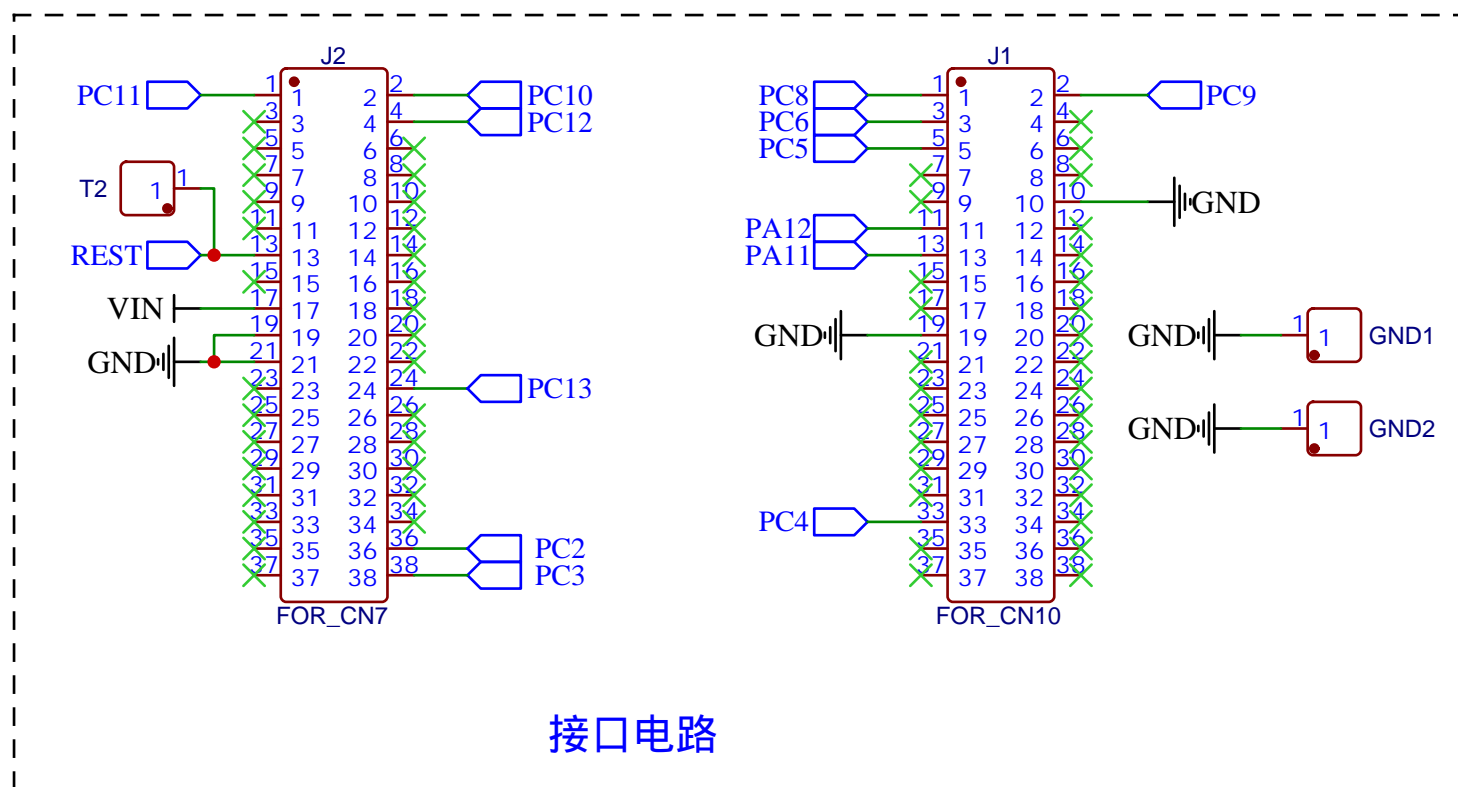 J2 J1
PC11 1 1 2 2 PC10 PC8 1 1 2 2 PC9
3 3 4 4 PC12 PC6 3 3 4 4
5 5 6 6 PC5 5 5 6 6
7 7 8 8 7 7 8 8
T2 1 1 9 9 10 10 9 9 10 10 GND
11 11 12 12 PA12 11 11 12 12
REST 13 13 14 14 PA11 13 13 14 14
15 15 16 16 15 15 16 16
VIN 17 17 18 18 17 17 18 18
19 19 20 20 GND 19 19 20 20 GND 1 1 GND1
GND 21 21 22 22 21 21 22 22
23 23 24 24 PC13 23 23 24 24
25 25 26 26 25 25 26 26
27 27 28 28 27 27 28 28 GND 1 1 GND2
29 29 30 30 29 29 30 30
31 31 32 32 31 31 32 32
33 33 34 34 PC4 33 33 34 34
35 35 36 36 PC2 35 35 36 36
37 37 38 38 PC3 37 37 38 38
FOR_CN7 FOR_CN10
接口电路